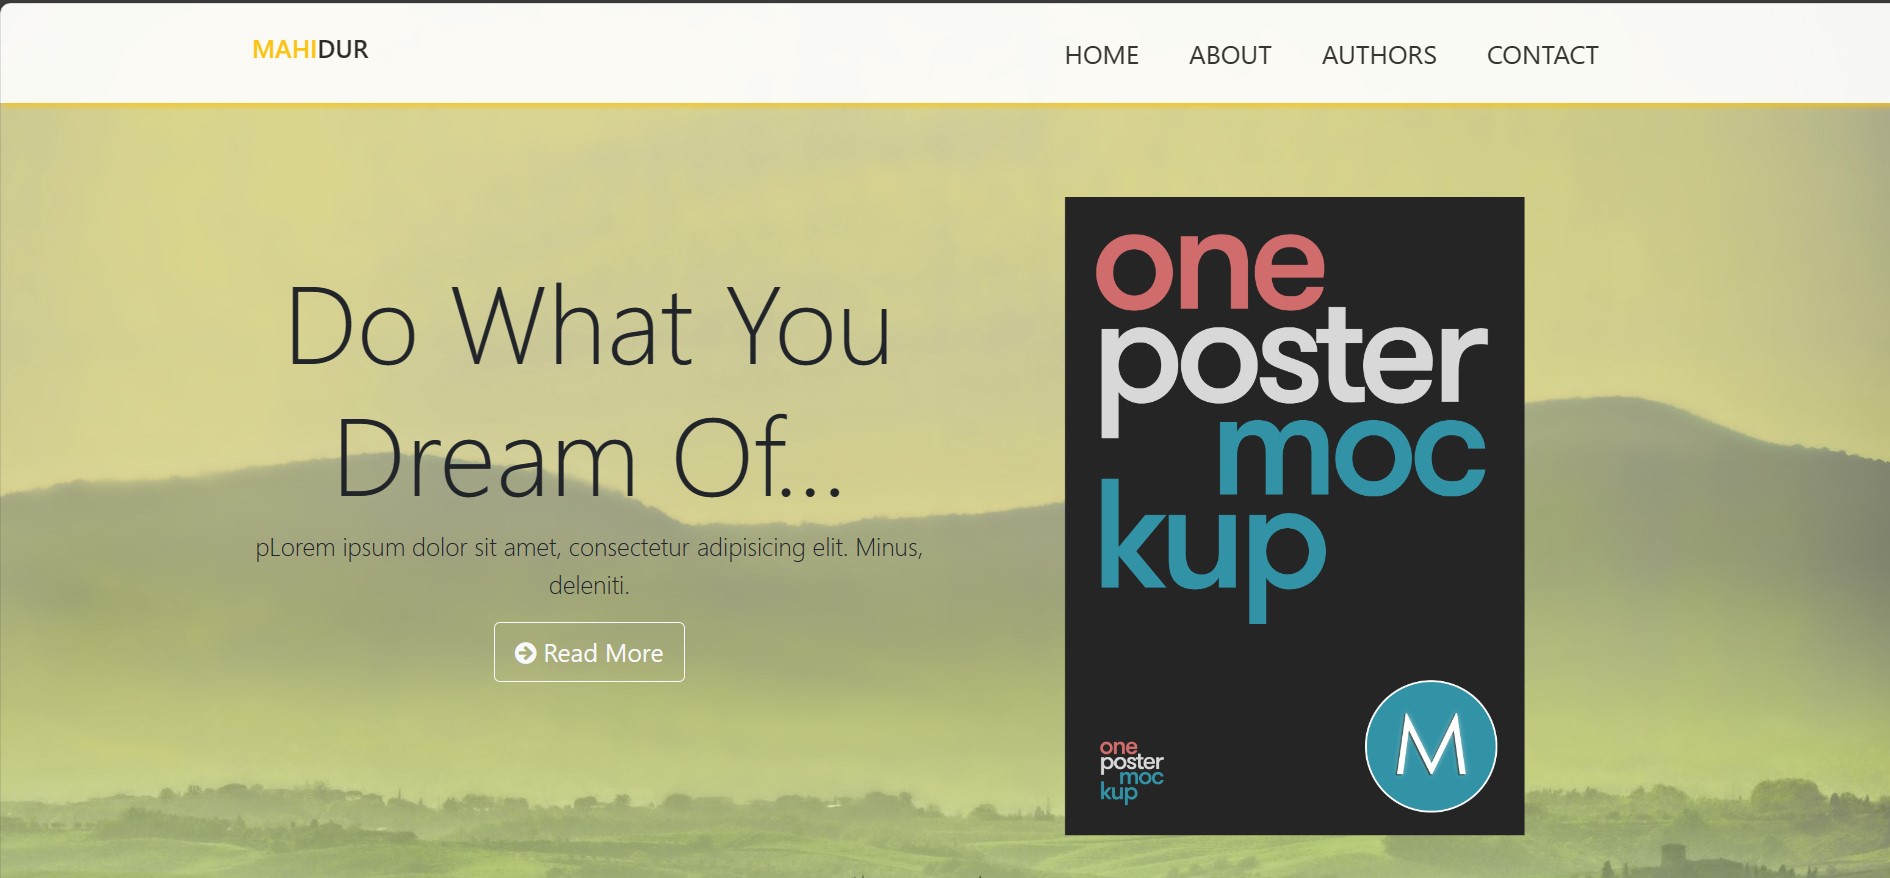 MAHIDUR
HOME ABOUT AUTHORS CONTACT
Do What You
Dream Of...
pLorem ipsum dolor sit amet, consectetur adipisicing elit. Minus,
deleniti.
Read More
one
poster
moc
kup
one
poster
moc
kup
M